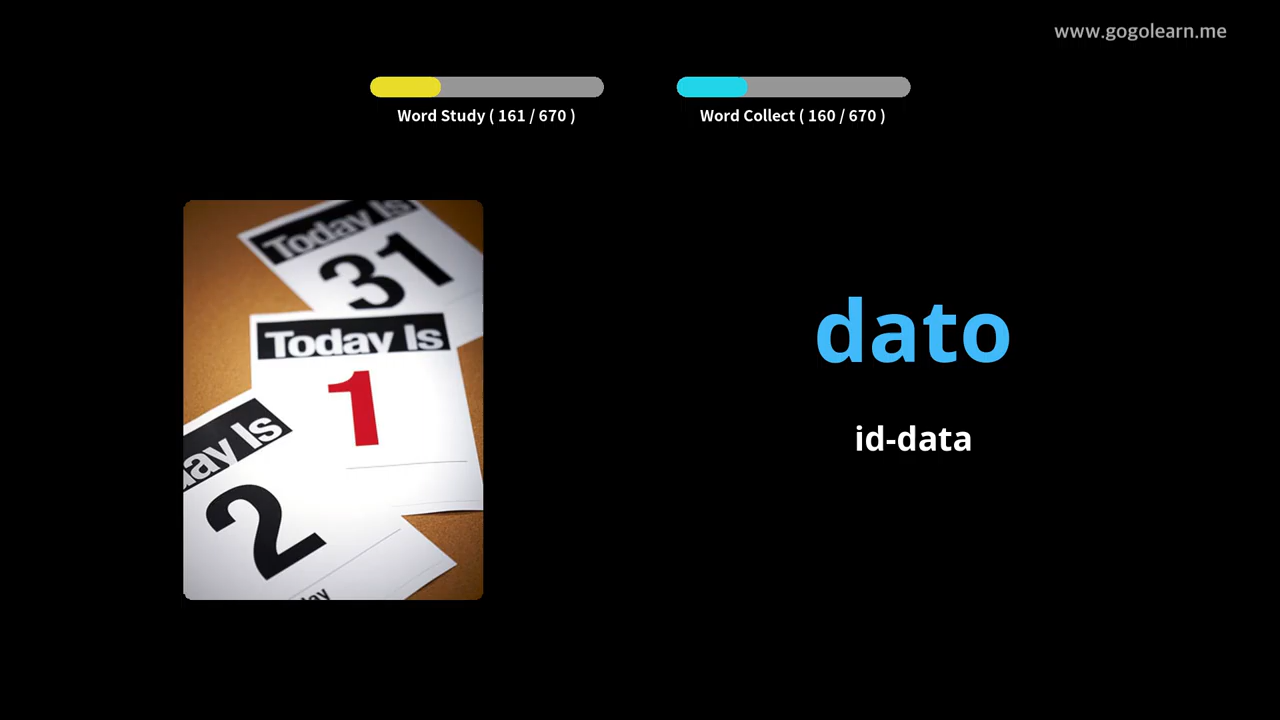 www.gogolearn.me
Word Study ( 161 / 670 )
Word Collect ( 160 / 670 )
Today Is
31
Today Is
1
ay Is
2
dato
id-data